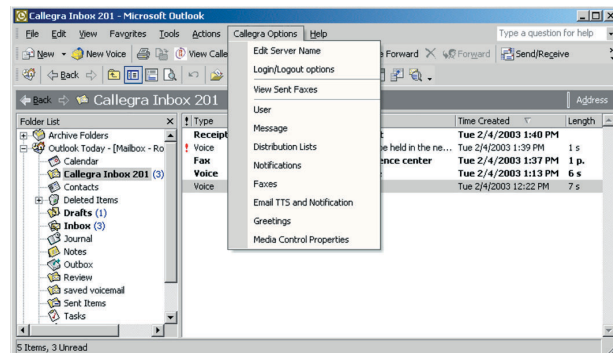 Callegra Inbox 201 - Microsoft Outlook
File Edit View Favorites Tools Actions Callegra Options Help Type a question for help
New New Voice View Calle Forward Forward Send/Receive
Back
Back Callegra Inbox 201 Address
Edit Server Name
Login/Logout options
View Sent Faxes
User
Message
Distribution Lists
Notifications
Faxes
Email TTS and Notification
Greetings
Media Control Properties
Folder List X ! Type Time Created Length
Archive Folders
Outlook Today - [Mailbox - Ro
Calendar
Callegra Inbox 201 (3)
Contacts
Deleted Items
Drafts (1)
Inbox (3)
Journal
Notes
Outbox
Review
saved voicemail
Sent Items
Tasks
Receipt t Tue 2/4/2003 1:40 PM
! Voice be held in the ne... Tue 2/4/2003 1:39 PM 1 s
Fax ence center Tue 2/4/2003 1:37 PM 1 p.
Voice Tue 2/4/2003 1:13 PM 6 s
Voice Tue 2/4/2003 12:22 PM 7 s
5 Items, 3 Unread